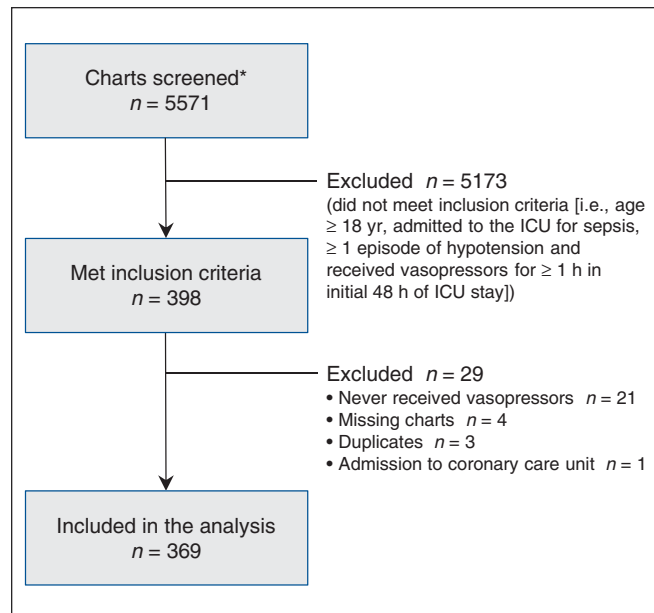 Charts screened*
n = 5571
Excluded n = 5173
(did not meet inclusion criteria [i.e., age
≥ 18 yr, admitted to the ICU for sepsis,
≥ 1 episode of hypotension and
received vasopressors for ≥ 1 h in
initial 48 h of ICU stay])
Met inclusion criteria
n = 398
Excluded n = 29
• Never received vasopressors n = 21
• Missing charts n = 4
• Duplicates n = 3
• Admission to coronary care unit n = 1
Included in the analysis
n = 369